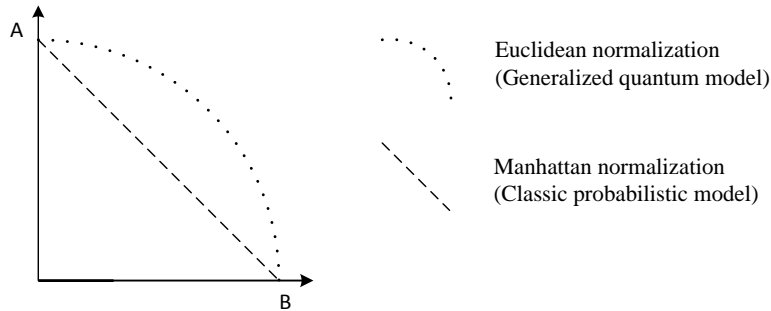 A
Euclidean normalization
(Generalized quantum model)
Manhattan normalization
(Classic probabilistic model)
B